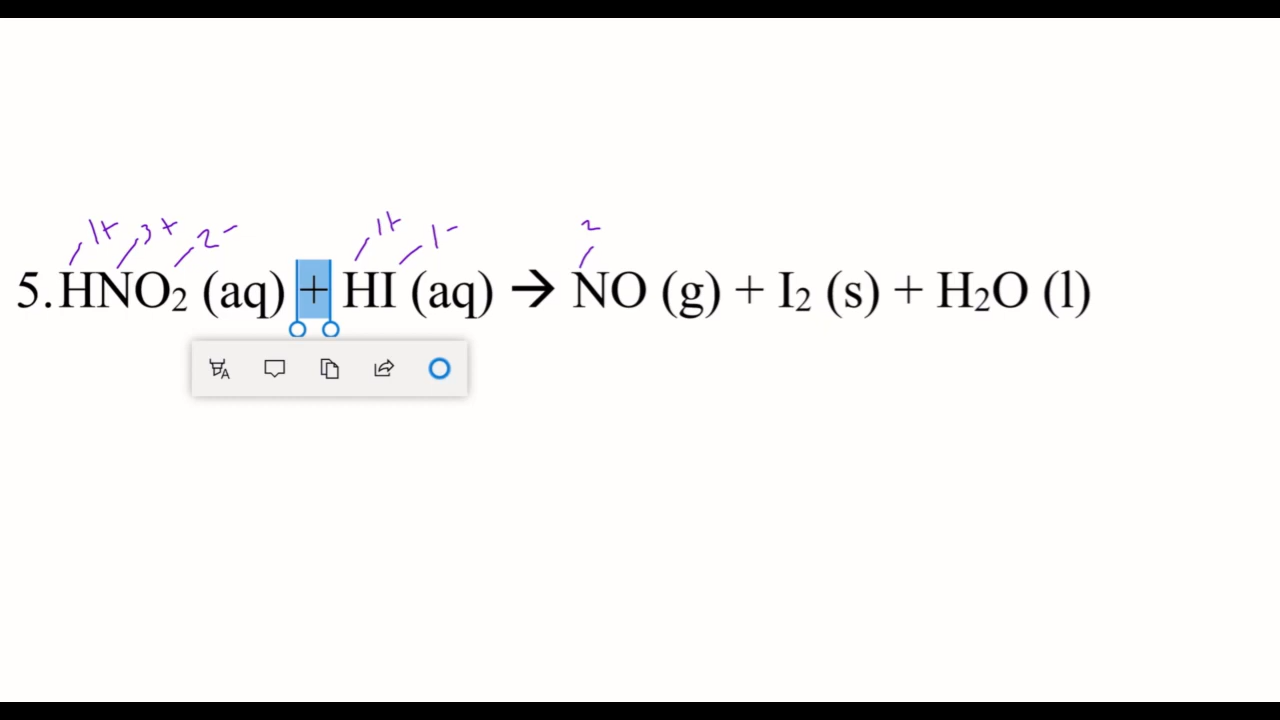 1+ 3+ 2- 1+ 1- 2
5. HNO₂ (aq) + HI (aq) → NO (g) + I₂ (s) + H₂O (l)